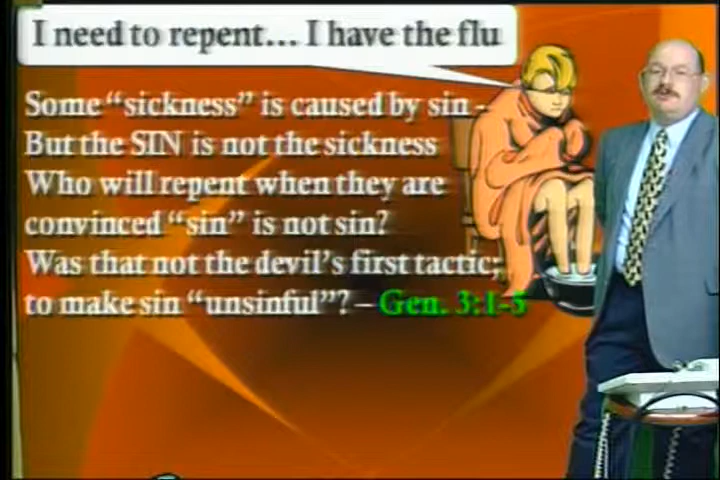 I need to repent... I have the flu
Some “sickness” is caused by sin -
But the SIN is not the sickness
Who will repent when they are
convinced “sin” is not sin?
Was that not the devil’s first tactic;
to make sin “unsinful”? – Gen. 3:1-5